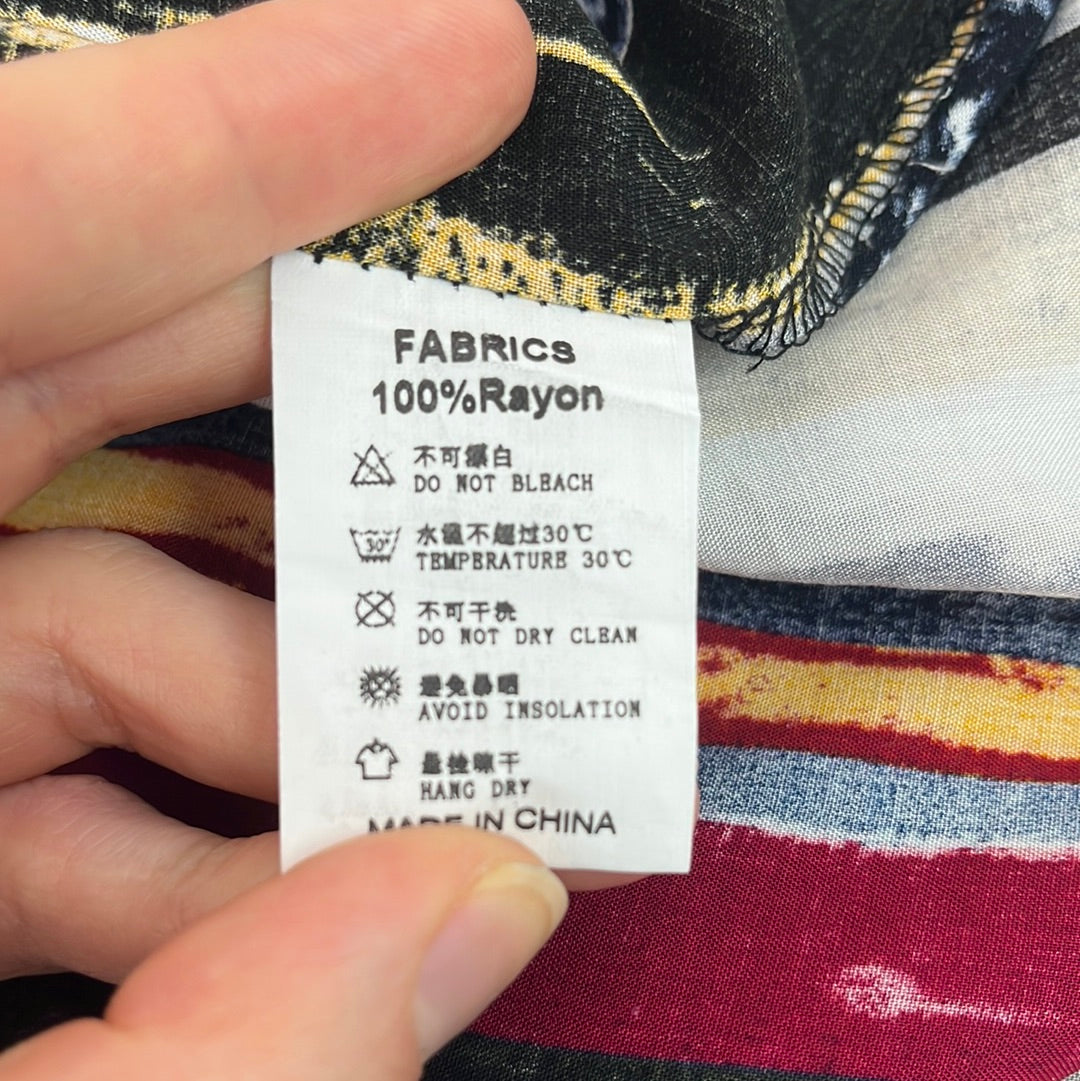 FABRICS
100%Rayon
不可漂白
DO NOT BLEACH
水温不超过30℃
30°
TEMPERATURE 30℃
不可干洗
DO NOT DRY CLEAN
避免暴晒
AVOID INSOLATION
悬挂晾干
HANG DRY
MADE IN CHINA